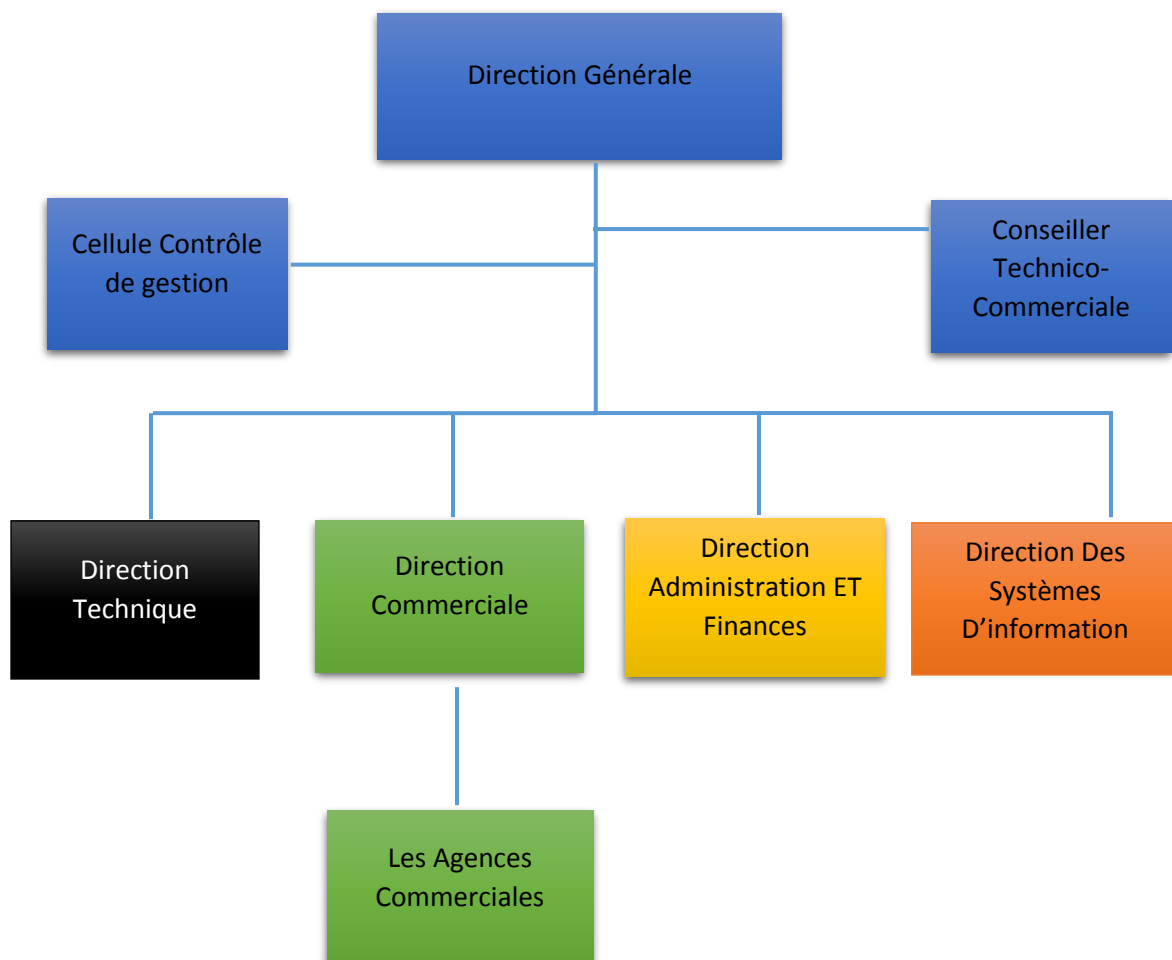 Direction Générale
Cellule Contrôle
de gestion
Conseiller
Technico-
Commerciale
Direction
Technique
Direction
Commerciale
Direction
Administration ET
Finances
Direction Des
Systèmes
D’information
Les Agences
Commerciales